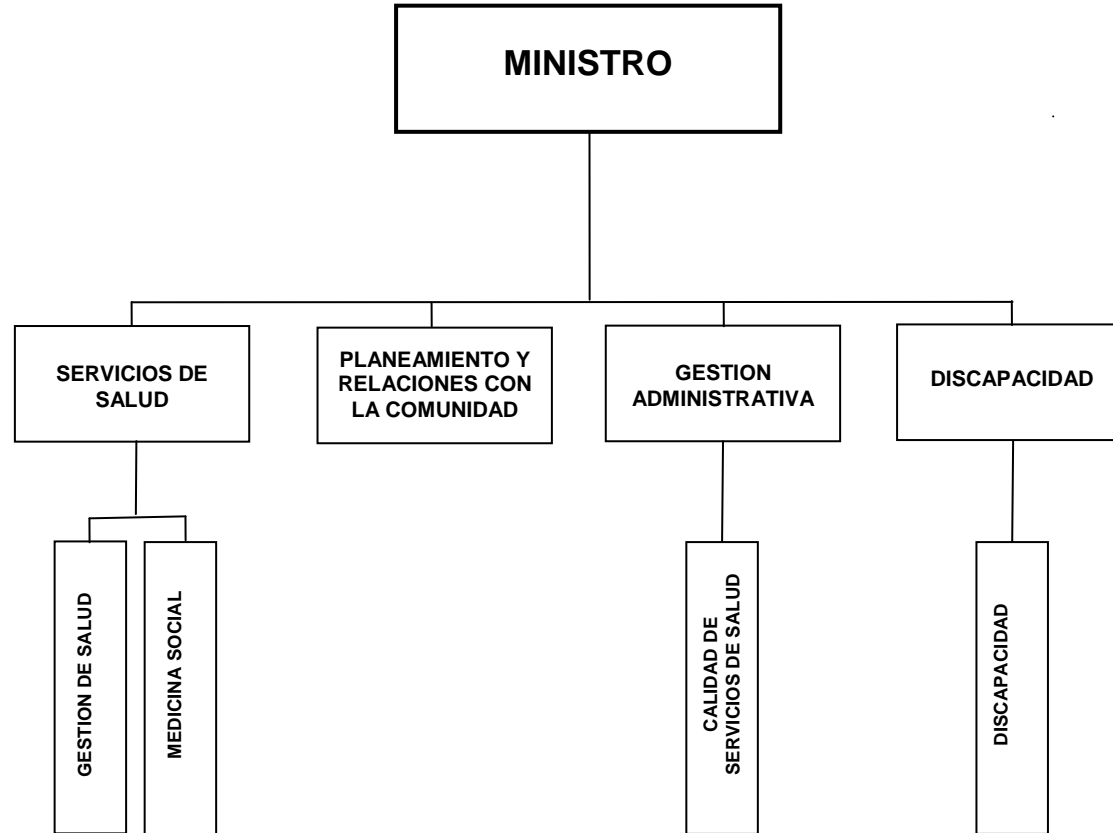 MINISTRO
SERVICIOS DE
SALUD
PLANEAMIENTO Y
RELACIONES CON
LA COMUNIDAD
GESTION
ADMINISTRATIVA
DISCAPACIDAD
GESTION DE SALUD
MEDICINA SOCIAL
CALIDAD DE
SERVICIOS DE SALUD
DISCAPACIDAD